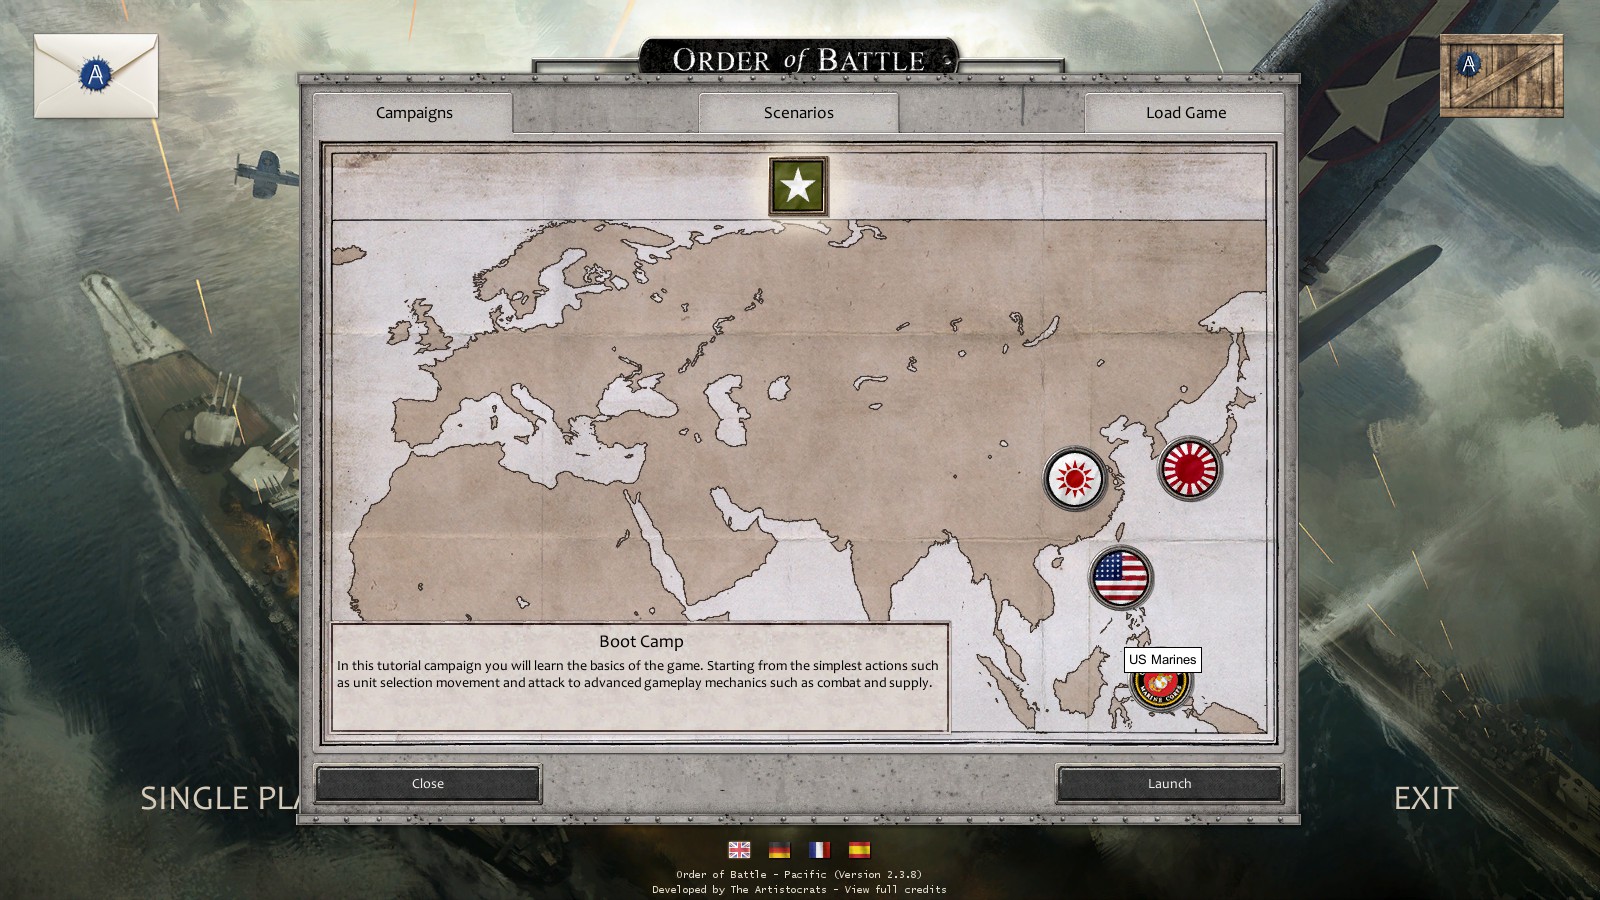 ORDER of BATTLE
Campaigns
Scenarios
Load Game
Boot Camp
In this tutorial campaign you will learn the basics of the game. Starting from the simplest actions such
as unit selection movement and attack to advanced gameplay mechanics such as combat and supply.
US Marines
MARINE CORPS
Close
Launch
SINGLE PLA
EXIT
Order of Battle - Pacific (Version 2.3.8)
Developed by The Artistocrats - View full credits